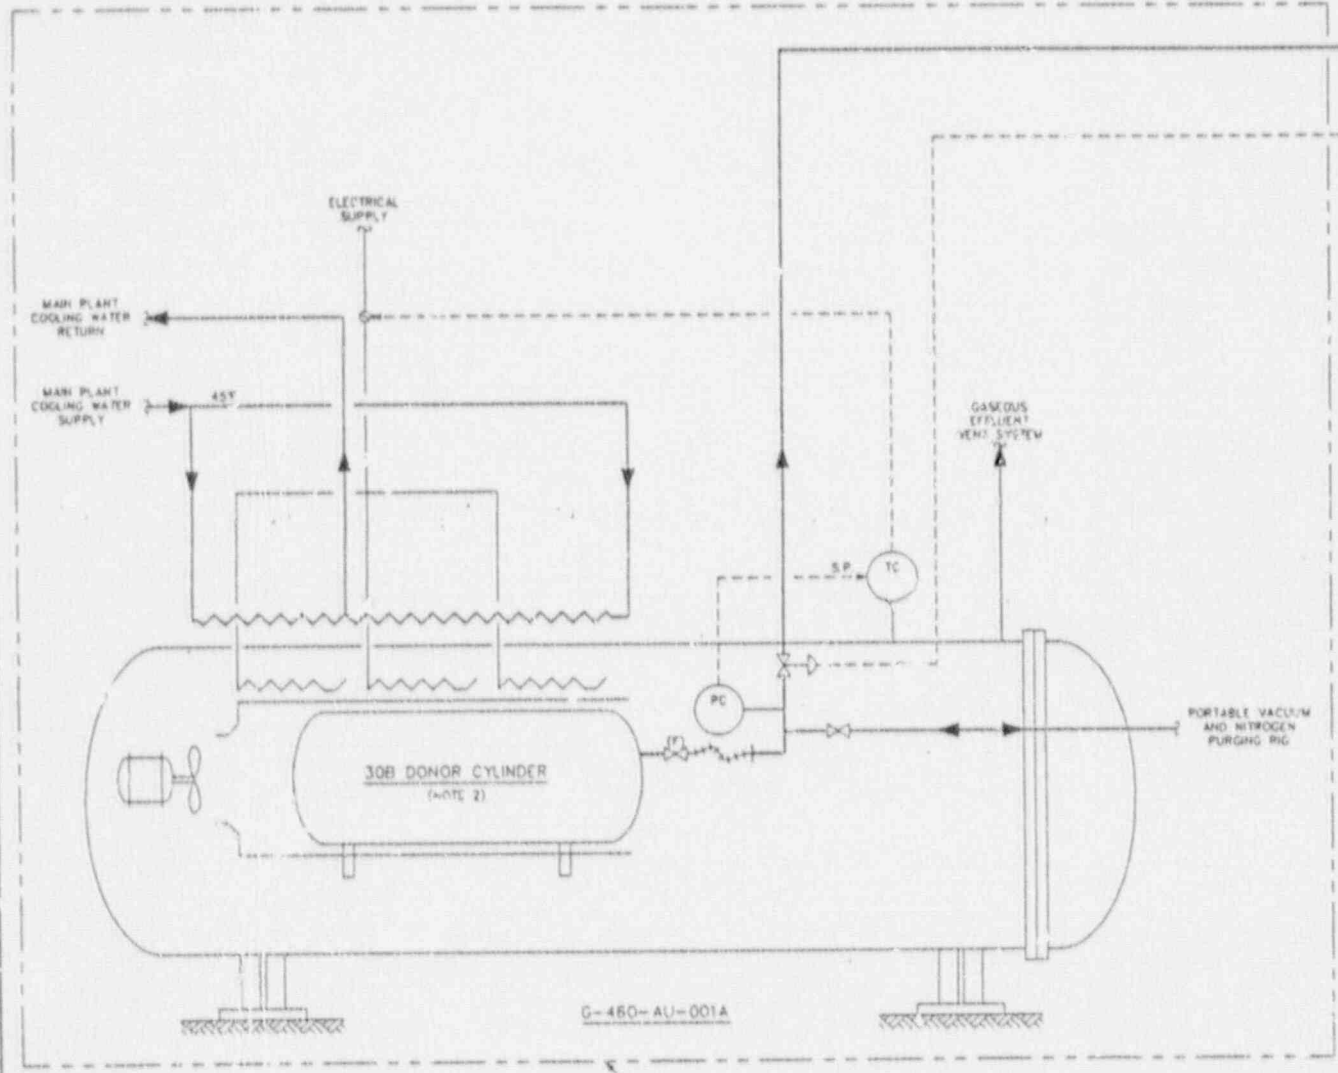 ELECTRICAL
SUPPLY
MAIN PLANT
COOLING WATER
RETURN
MAIN PLANT
COOLING WATER
SUPPLY
45°F
GASEOUS
EFFLUENT
VENT SYSTEM
S.P.
TC
PC
PORTABLE VACUUM
AND NITROGEN
PURGING RIG
30B DONOR CYLINDER
(NOTE 2)
G-460-AU-001A